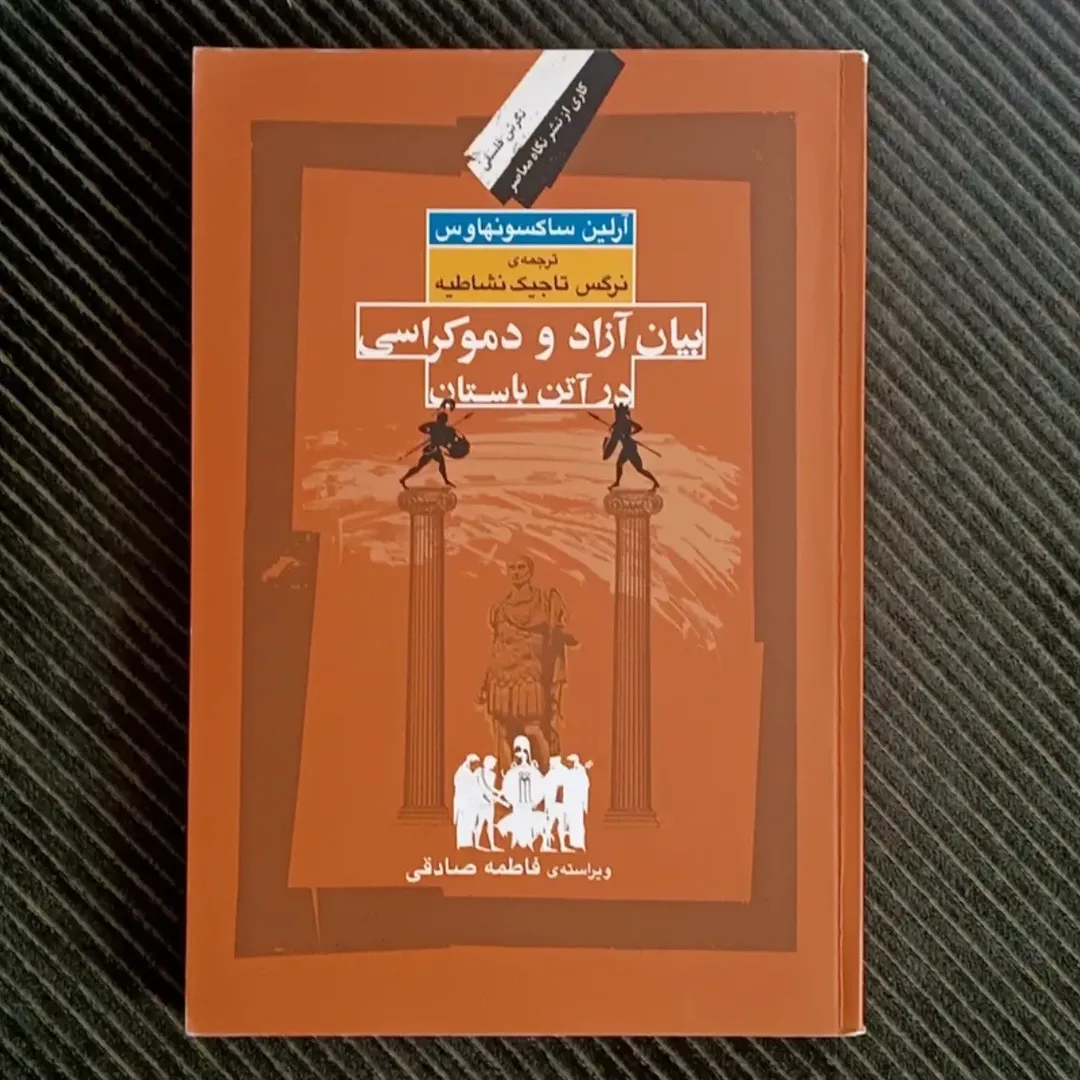 نگرش فلسفی
کاری از نشر نگاه معاصر
آرلین ساکسونهاوس
ترجمه‌ی
نرگس تاجیک نشاطیه
بیان آزاد و دموکراسی
در آتن باستان
ویراسته‌ی فاطمه صادقی